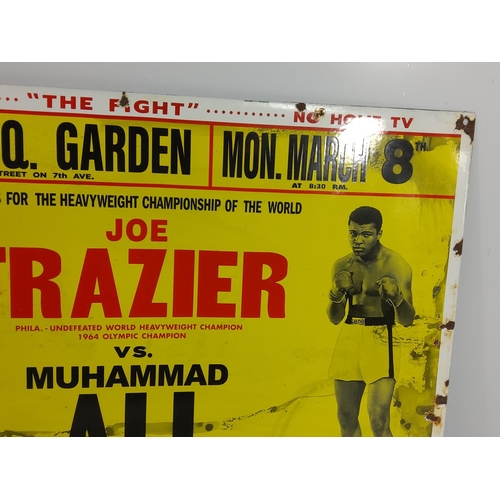 .... "THE FIGHT" ........... NO HOME TV
Q. GARDEN MON. MARCH 8TH
STREET ON 7th AVE. AT 8:30 P.M.
S FOR THE HEAVYWEIGHT CHAMPIONSHIP OF THE WORLD
JOE
FRAZIER
PHILA. - UNDEFEATED WORLD HEAVYWEIGHT CHAMPION
1964 OLYMPIC CHAMPION
VS.
MUHAMMAD
ALI